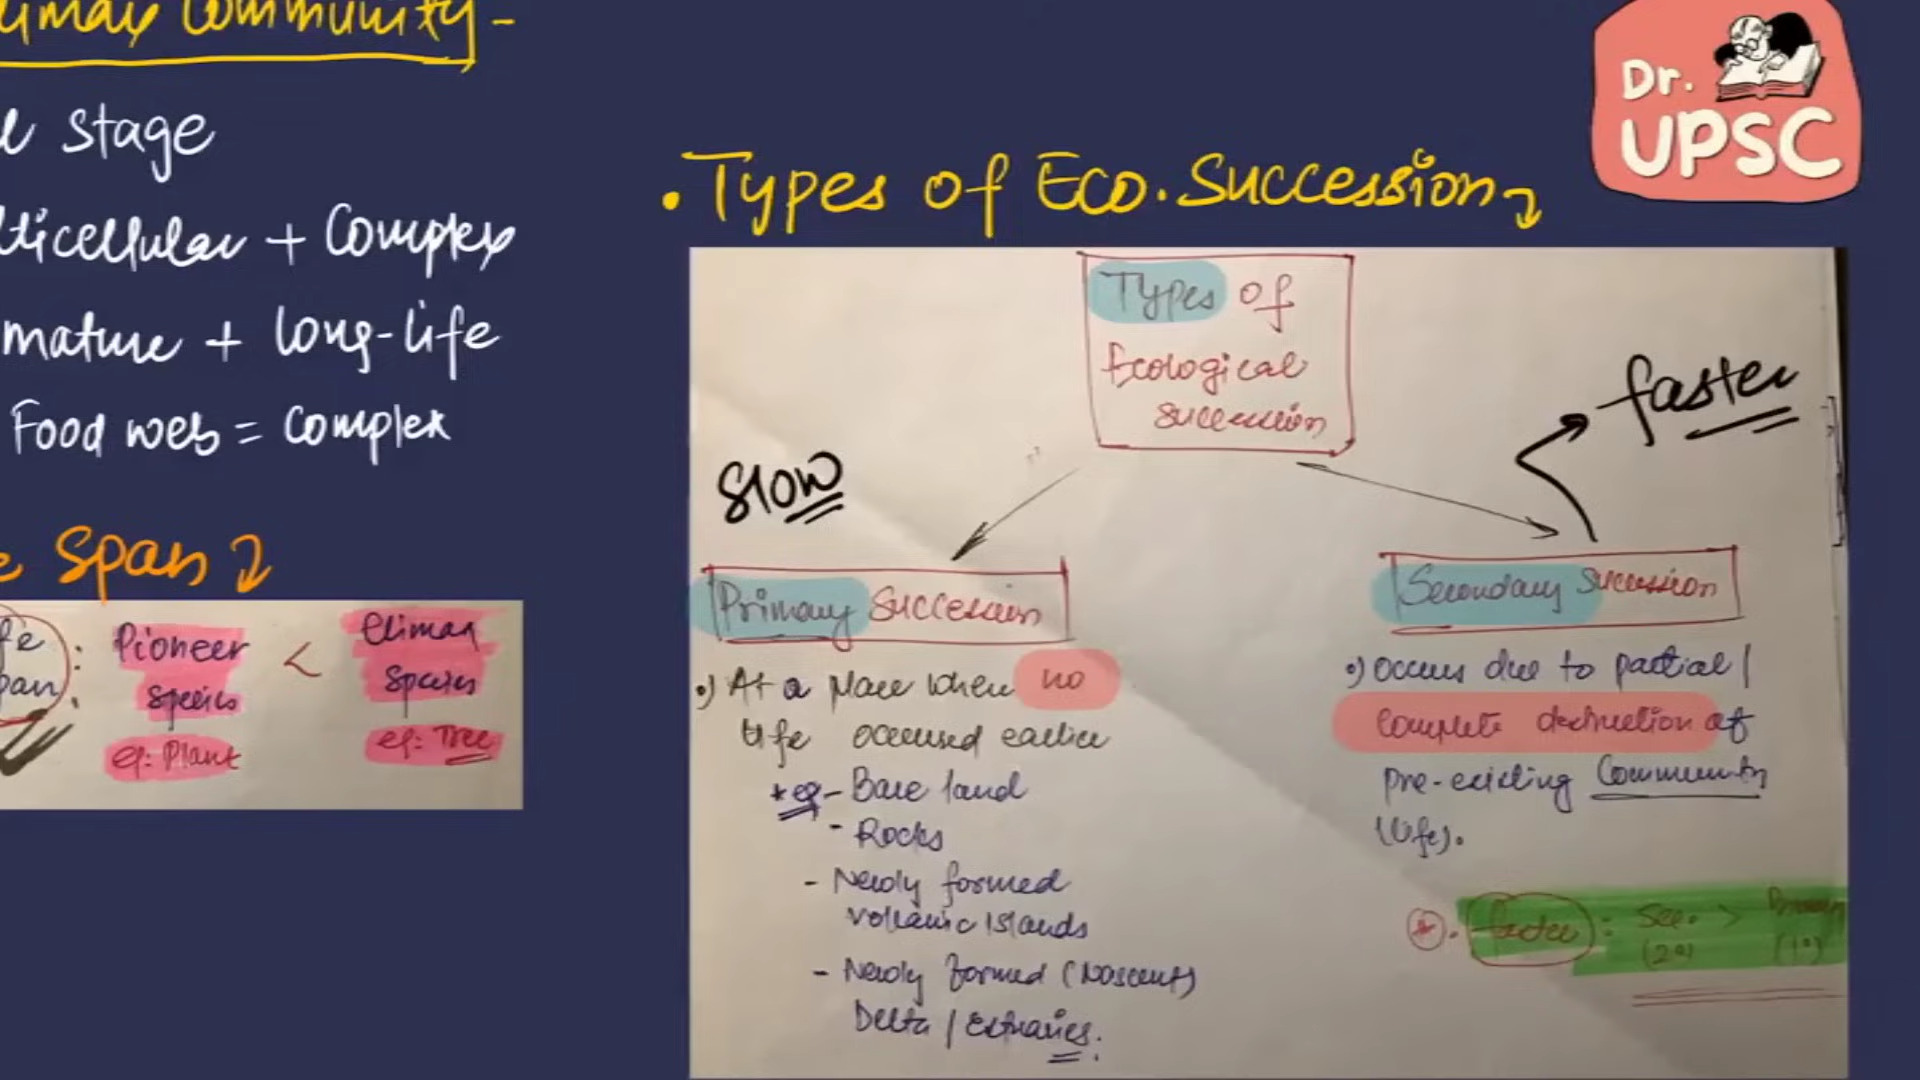 limax Community -
stage
lticellular + Complex
mature + long-life
Food web = Complex
Span
Pioneer < Climax
Species Species
eg: Plant eg: Tree
Dr.
UPSC
. Types of Eco. Succession
Types of
Ecological
Succession
Slow
faster
Primary Succession
•) At a place where no
life occured earlier
* eg - Bare land
- Rocks
- Newly formed
volcanic Islands
- Newly formed (Nascent)
Delta / Estuaries.
Secondary Succession
•) Occurs due to partial /
complete destruction of
pre-existing Community
(life).
*. faster : Sec. > Primary
(2°) (1°)